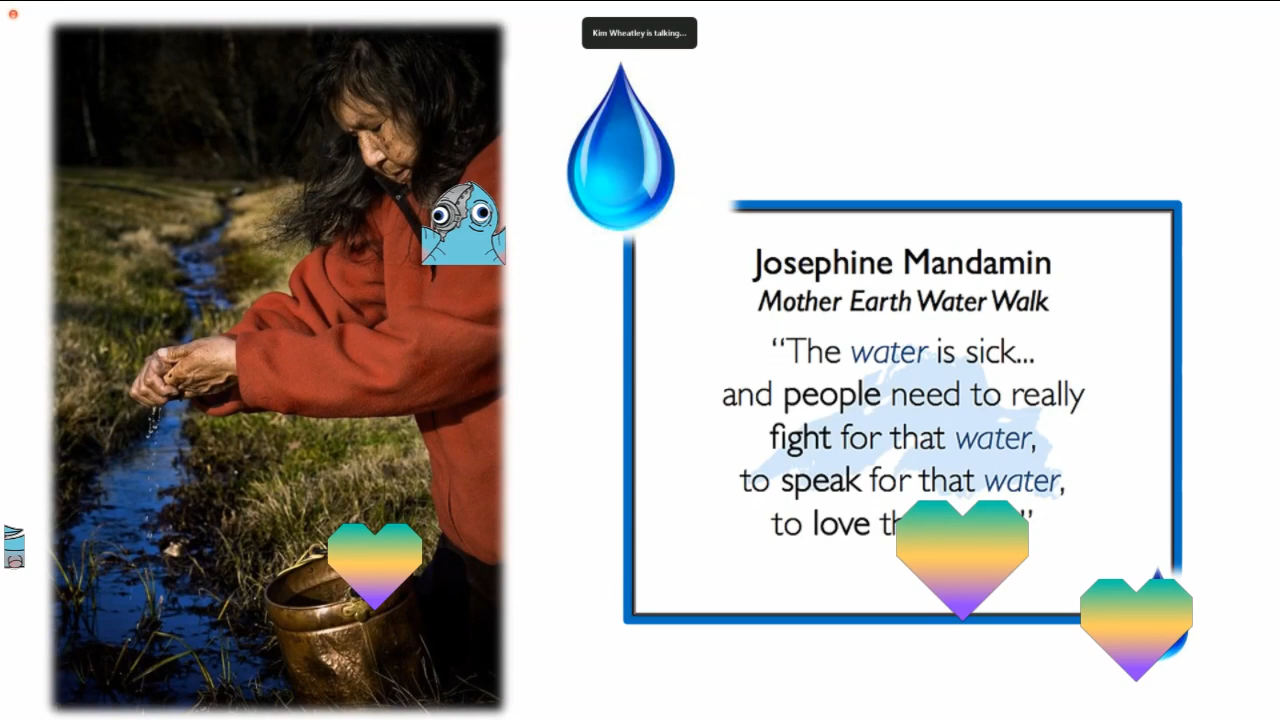 Kim Wheatley is talking...
Josephine Mandamin
Mother Earth Water Walk
“The water is sick...
and people need to really
fight for that water,
to speak for that water,
to love